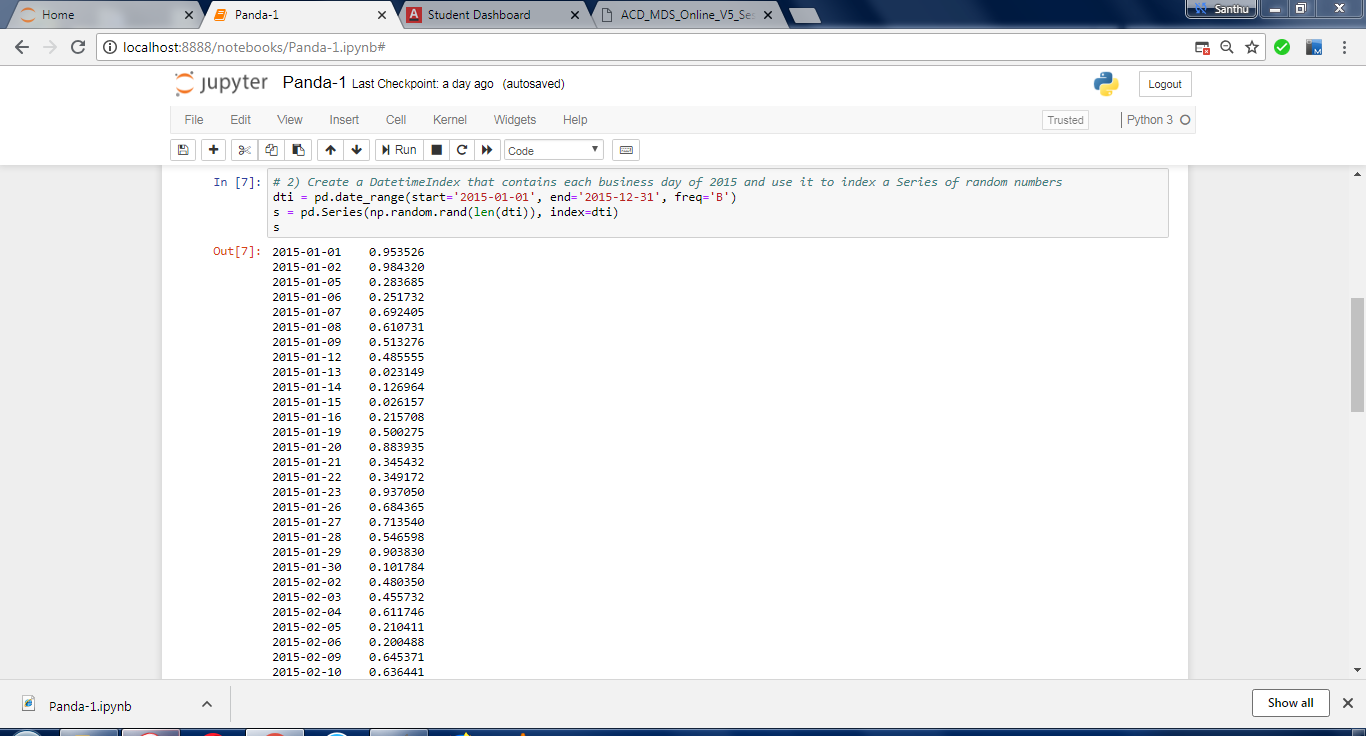 Home
Panda-1
Student Dashboard
ACD_MDS_Online_V5_Se
Santhu
localhost:8888/notebooks/Panda-1.ipynb#
jupyter Panda-1 Last Checkpoint: a day ago (autosaved)
Logout
File Edit View Insert Cell Kernel Widgets Help
Trusted
Python 3
Run
Code
In [7]:
# 2) Create a DatetimeIndex that contains each business day of 2015 and use it to index a Series of random numbers
dti = pd.date_range(start='2015-01-01', end='2015-12-31', freq='B')
s = pd.Series(np.random.rand(len(dti)), index=dti)
s
Out[7]:
2015-01-01 0.953526
2015-01-02 0.984320
2015-01-05 0.283685
2015-01-06 0.251732
2015-01-07 0.692405
2015-01-08 0.610731
2015-01-09 0.513276
2015-01-12 0.485555
2015-01-13 0.023149
2015-01-14 0.126964
2015-01-15 0.026157
2015-01-16 0.215708
2015-01-19 0.500275
2015-01-20 0.883935
2015-01-21 0.345432
2015-01-22 0.349172
2015-01-23 0.937050
2015-01-26 0.684365
2015-01-27 0.713540
2015-01-28 0.546598
2015-01-29 0.903830
2015-01-30 0.101784
2015-02-02 0.480350
2015-02-03 0.455732
2015-02-04 0.611746
2015-02-05 0.210411
2015-02-06 0.200488
2015-02-09 0.645371
2015-02-10 0.636441
Panda-1.ipynb
Show all